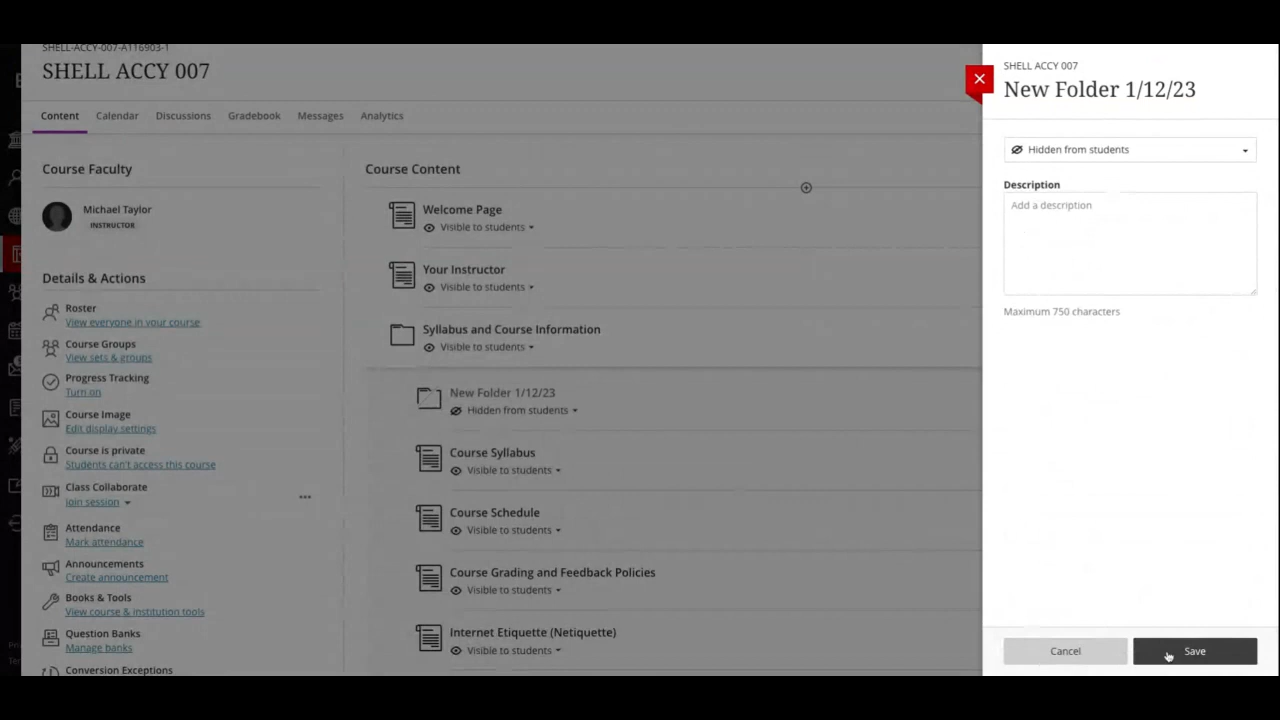 SHELL-ACCY-007-A116903-1
SHELL ACCY 007
Content
Calendar
Discussions
Gradebook
Messages
Analytics
Course Faculty
Michael Taylor
INSTRUCTOR
Details & Actions
Roster
View everyone in your course
Course Groups
View sets & groups
Progress Tracking
Turn on
Course Image
Edit display settings
Course is private
Students can't access this course
Class Collaborate
Join session
Attendance
Mark attendance
Announcements
Create announcement
Books & Tools
View course & institution tools
Question Banks
Manage banks
Conversion Exceptions
Course Content
Welcome Page
Visible to students
Your Instructor
Visible to students
Syllabus and Course Information
Visible to students
New Folder 1/12/23
Hidden from students
Course Syllabus
Visible to students
Course Schedule
Visible to students
Course Grading and Feedback Policies
Visible to students
Internet Etiquette (Netiquette)
Visible to students
SHELL ACCY 007
New Folder 1/12/23
Hidden from students
Description
Add a description
Maximum 750 characters
Cancel
Save